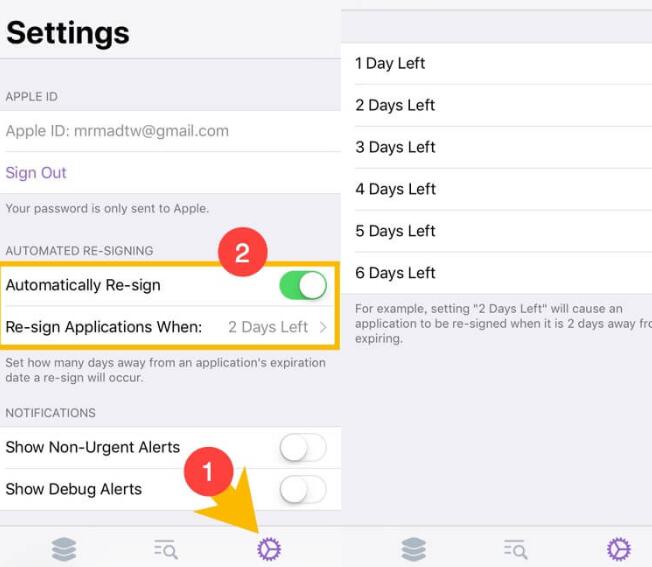 Settings
APPLE ID
Apple ID: mrmadtw@gmail.com
Sign Out
Your password is only sent to Apple.
AUTOMATED RE-SIGNING
2
Automatically Re-sign
Re-sign Applications When: 2 Days Left
Set how many days away from an application's expiration
date a re-sign will occur.
NOTIFICATIONS
Show Non-Urgent Alerts
1
Show Debug Alerts
1 Day Left
2 Days Left
3 Days Left
4 Days Left
5 Days Left
6 Days Left
For example, setting "2 Days Left" will cause an
application to be re-signed when it is 2 days away fro
expiring.